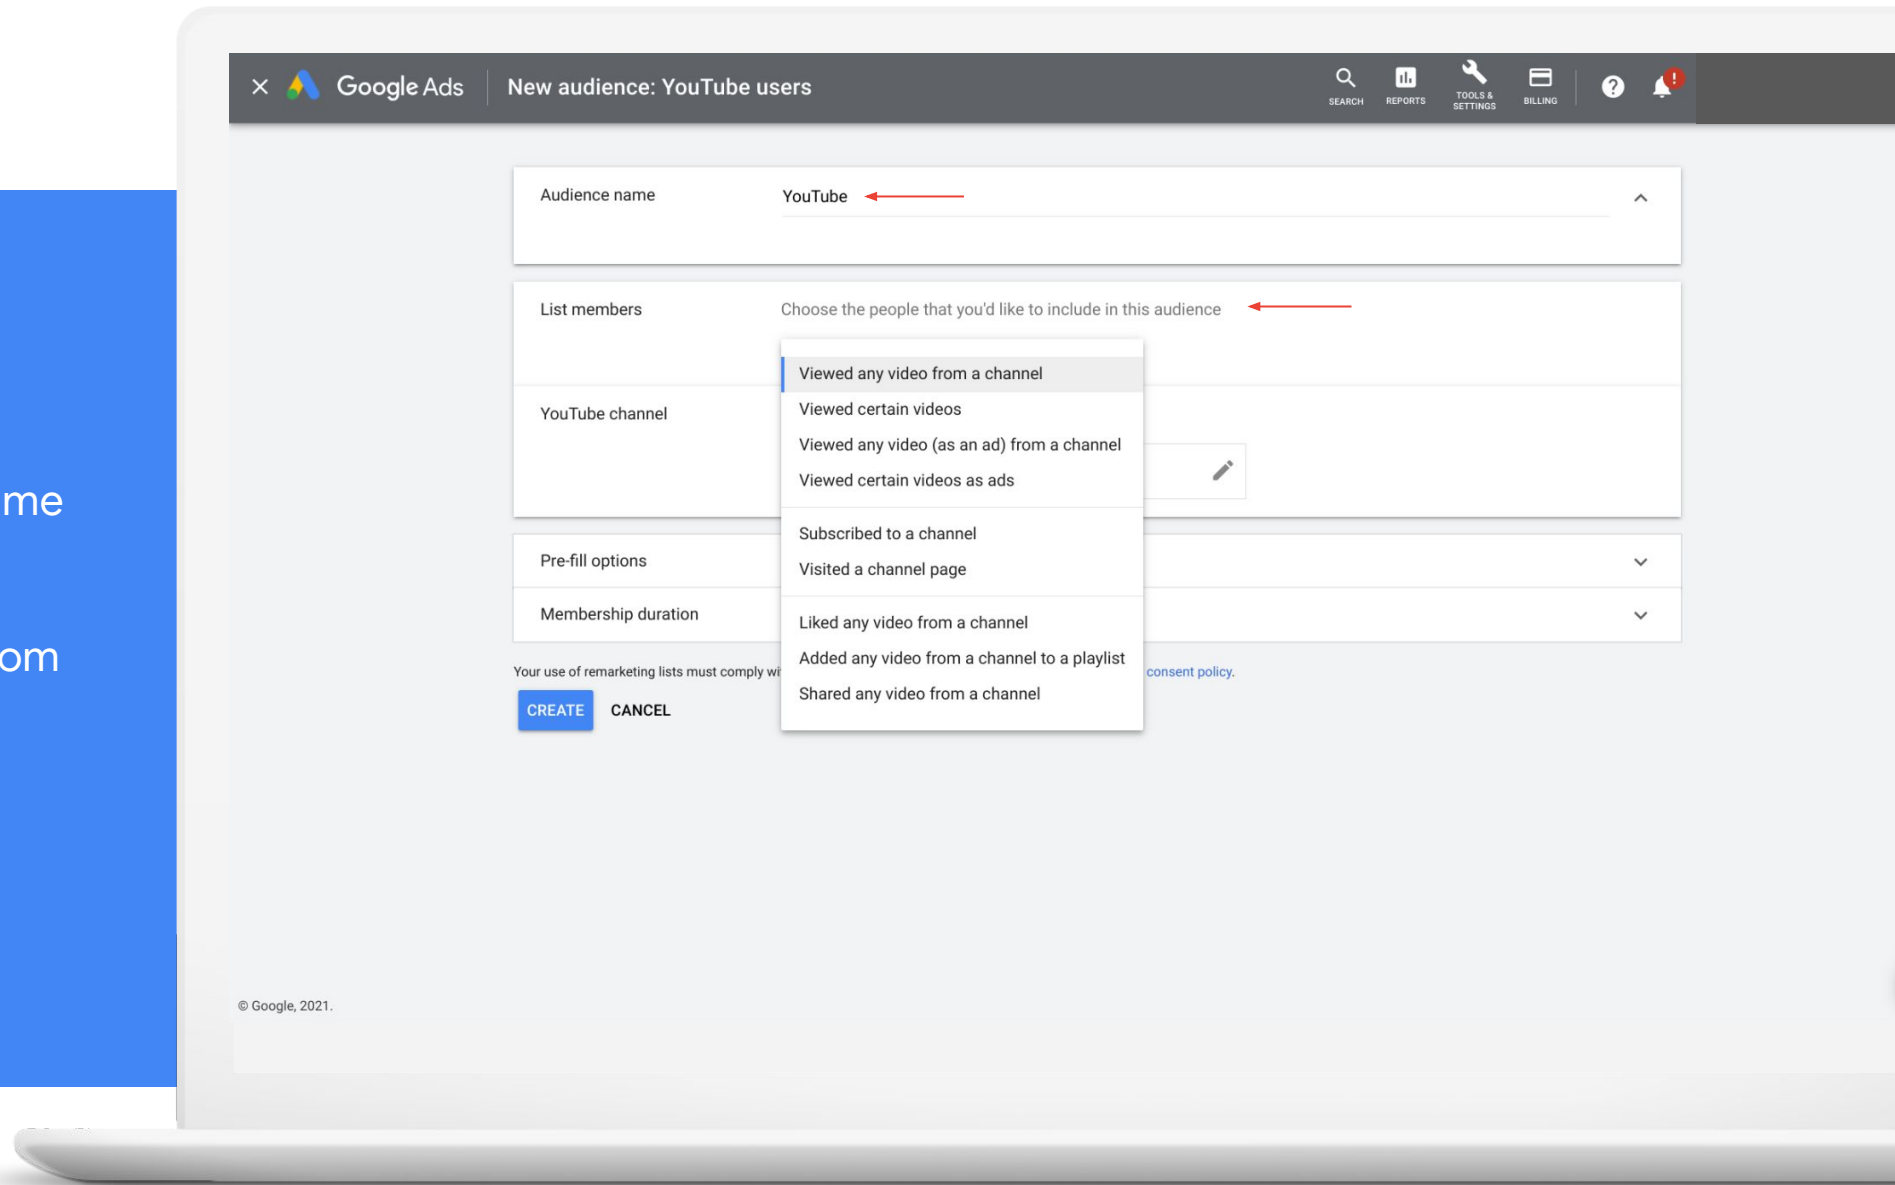 Google Ads
New audience: YouTube users
SEARCH
REPORTS
TOOLS &
SETTINGS
BILLING
Audience name
YouTube
List members
Choose the people that you'd like to include in this audience
Viewed any video from a channel
Viewed certain videos
Viewed any video (as an ad) from a channel
Viewed certain videos as ads
YouTube channel
Subscribed to a channel
Visited a channel page
Liked any video from a channel
Added any video from a channel to a playlist
Shared any video from a channel
Pre-fill options
Membership duration
Your use of remarketing lists must comply wi
consent policy.
CREATE
CANCEL
me
om
© Google, 2021.